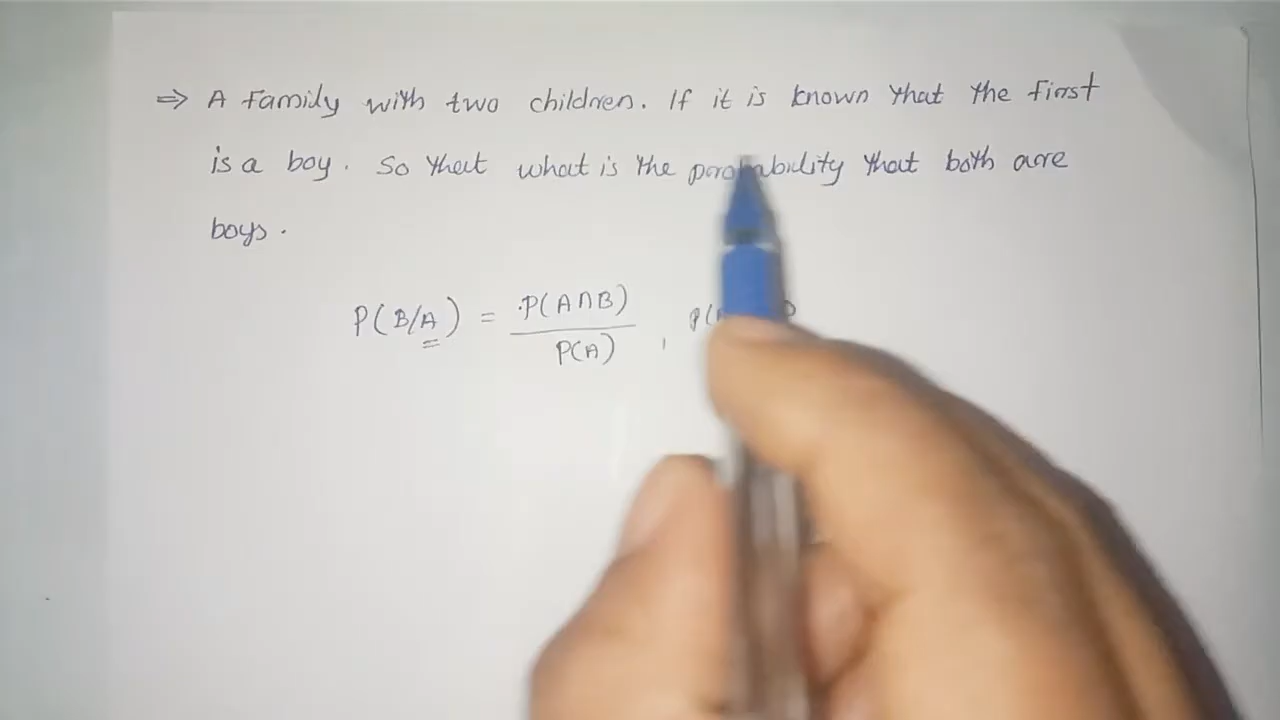 ⇒ A family with two children. If it is known that the first
is a boy. So that what is the probability that both are
boys.
P(B/A) = P(A∩B) / P(A) ,